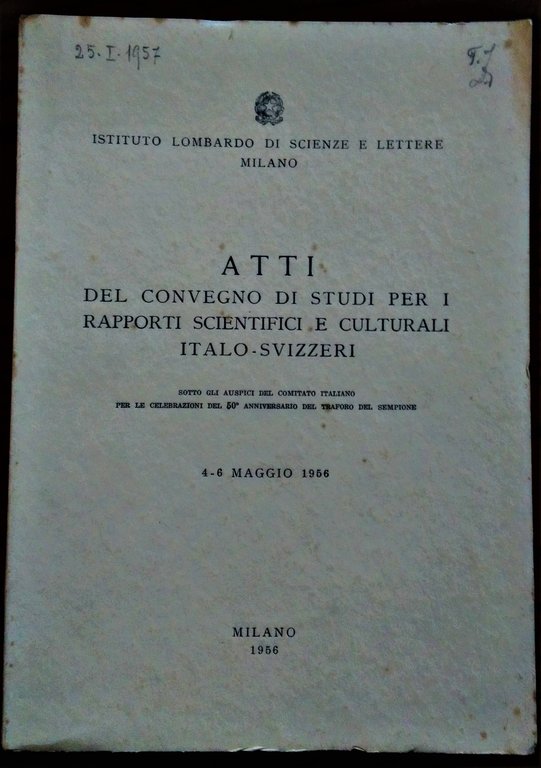 25.I.1957
ISTITUTO LOMBARDO DI SCIENZE E LETTERE
MILANO
ATTI
DEL CONVEGNO DI STUDI PER I
RAPPORTI SCIENTIFICI E CULTURALI
ITALO-SVIZZERI
SOTTO GLI AUSPICI DEL COMITATO ITALIANO
PER LE CELEBRAZIONI DEL 50° ANNIVERSARIO DEL TRAFORO DEL SEMPIONE
4-6 MAGGIO 1956
MILANO
1956